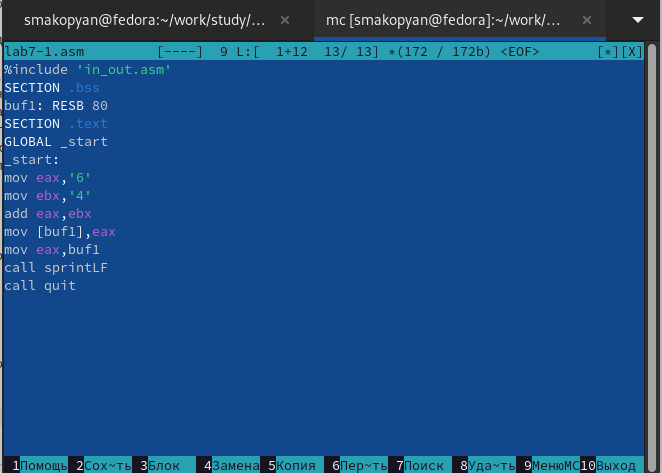 smakopyan@fedora:~/work/study/... × mc [smakopyan@fedora]:~/work/... ×
lab7-1.asm [----] 9 L:[ 1+12 13/ 13] *(172 / 172b) <EOF> [*][X]
%include 'in_out.asm'
SECTION .bss
buf1: RESB 80
SECTION .text
GLOBAL _start
_start:
mov eax,'6'
mov ebx,'4'
add eax,ebx
mov [buf1],eax
mov eax,buf1
call sprintLF
call quit
1Помощь 2Сох~ть 3Блок 4Замена 5Копия 6Пер~ть 7Поиск 8Уда~ть 9МенюMC 10Выход